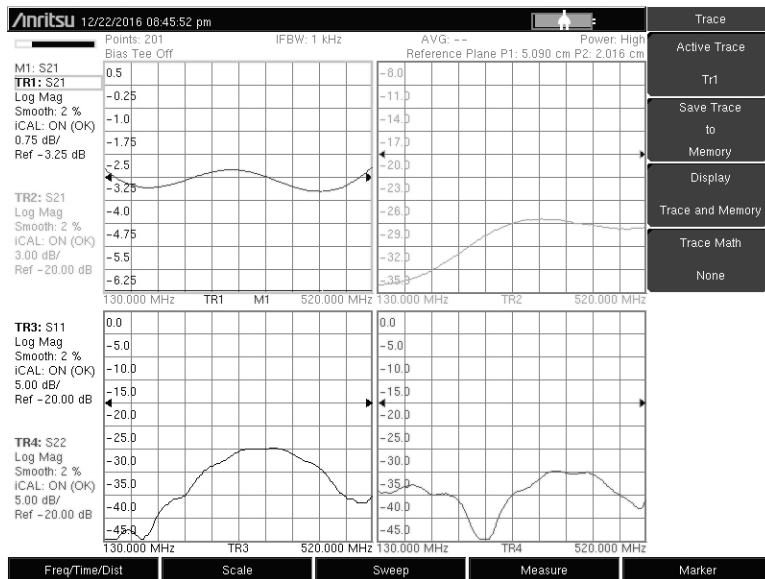 Anritsu 12/22/2016 08:45:52 pm
Trace
Points: 201 IFBW: 1 kHz AVG: -- Power: High
Bias Tee Off Reference Plane P1: 5.090 cm P2: 2.016 cm
M1: S21
TR1: S21
Log Mag
Smooth: 2 %
iCAL: ON (OK)
0.75 dB/
Ref -3.25 dB
TR2: S21
Log Mag
Smooth: 2 %
iCAL: ON (OK)
3.00 dB/
Ref -20.00 dB
0.5
-0.25
-1.0
-1.75
-2.5
-3.25
-4.0
-4.75
-5.5
-6.25
130.000 MHz TR1 M1 520.000 MHz
-8.0
-11.0
-14.0
-17.0
-20.0
-23.0
-26.0
-29.0
-32.0
-35.0
130.000 MHz TR2 520.000 MHz
Active Trace
Tr1
Save Trace
to
Memory
Display
Trace and Memory
Trace Math
None
TR3: S11
Log Mag
Smooth: 2 %
iCAL: ON (OK)
5.00 dB/
Ref -20.00 dB
TR4: S22
Log Mag
Smooth: 2 %
iCAL: ON (OK)
5.00 dB/
Ref -20.00 dB
0.0
-5.0
-10.0
-15.0
-20.0
-25.0
-30.0
-35.0
-40.0
-45.0
130.000 MHz TR3 520.000 MHz
0.0
-5.0
-10.0
-15.0
-20.0
-25.0
-30.0
-35.0
-40.0
-45.0
130.000 MHz TR4 520.000 MHz
Freq/Time/Dist Scale Sweep Measure Marker